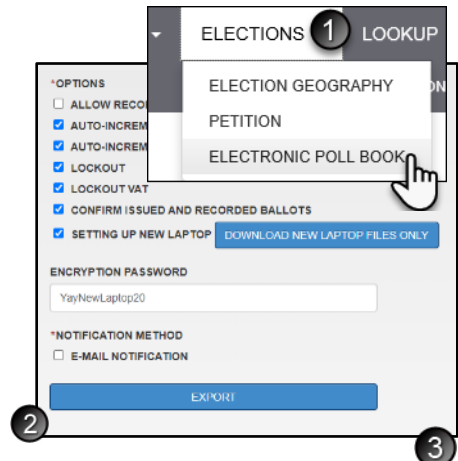 ELECTIONS 1 LOOKUP
ELECTION GEOGRAPHY
PETITION
ELECTRONIC POLL BOOK
*OPTIONS
ALLOW RECO
AUTO-INCREM
AUTO-INCREM
LOCKOUT
LOCKOUT VAT
CONFIRM ISSUED AND RECORDED BALLOTS
SETTING UP NEW LAPTOP DOWNLOAD NEW LAPTOP FILES ONLY
ENCRYPTION PASSWORD
YayNewLaptop20
*NOTIFICATION METHOD
E-MAIL NOTIFICATION
EXPORT
2
3